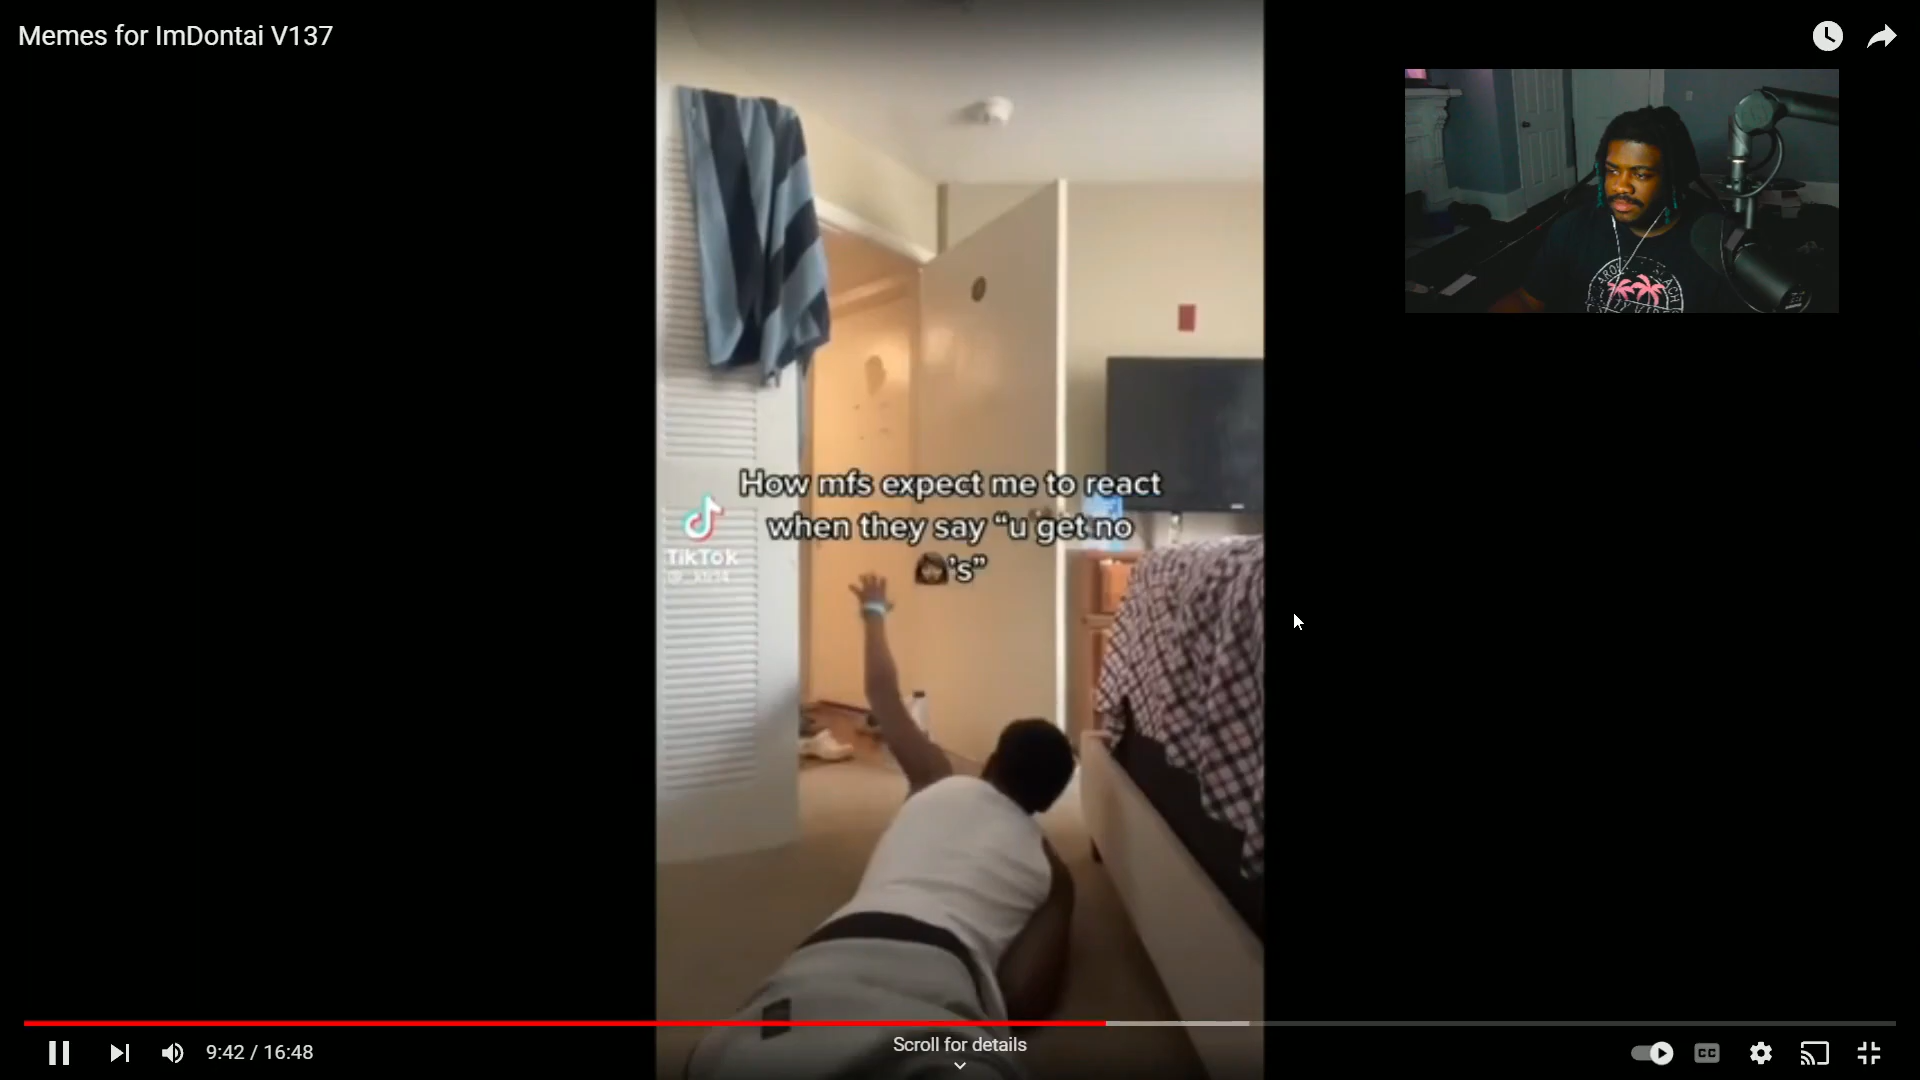 Memes for ImDontai V137
How mfs expect me to react
when they say “u get no
👩🏾's”
TikTok
9:42 / 16:48
Scroll for details
CC